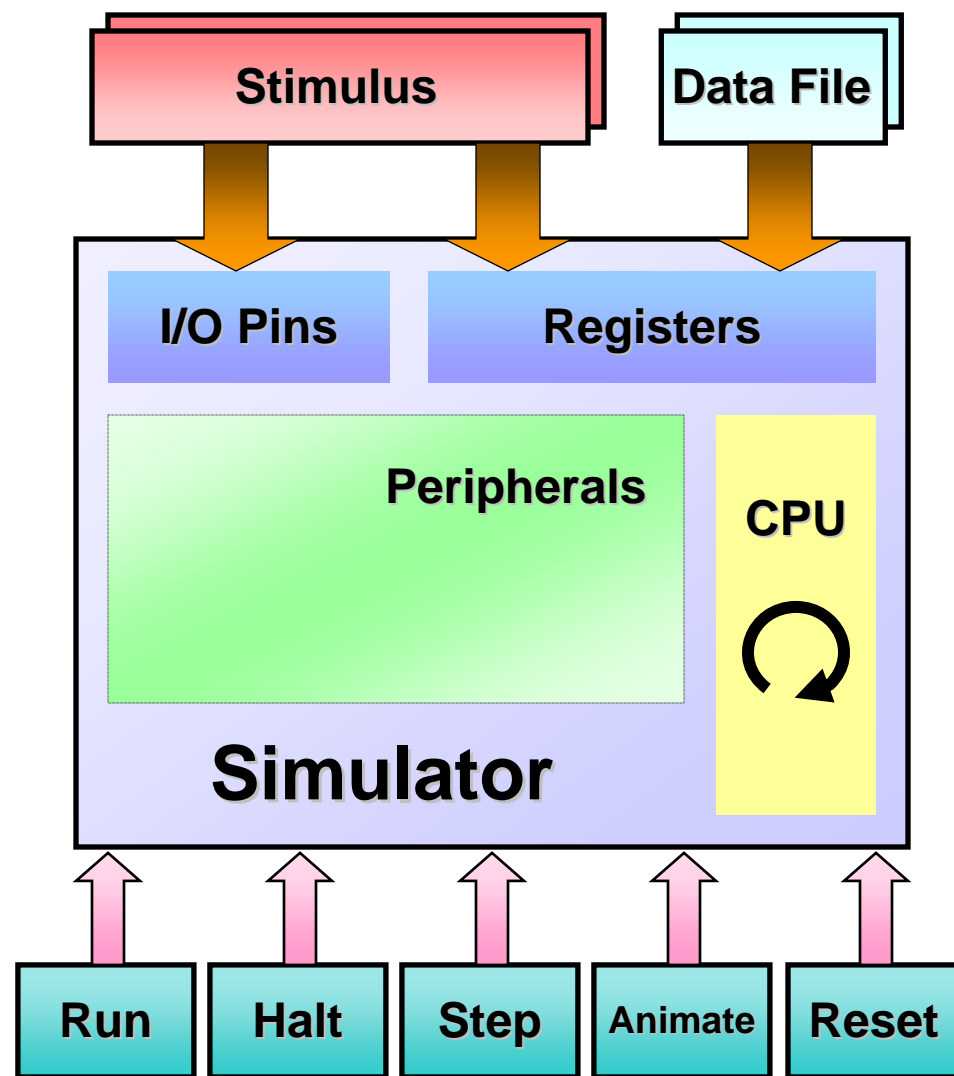 Stimulus
Data File
I/O Pins
Registers
Peripherals
CPU
Simulator
Run
Halt
Step
Animate
Reset